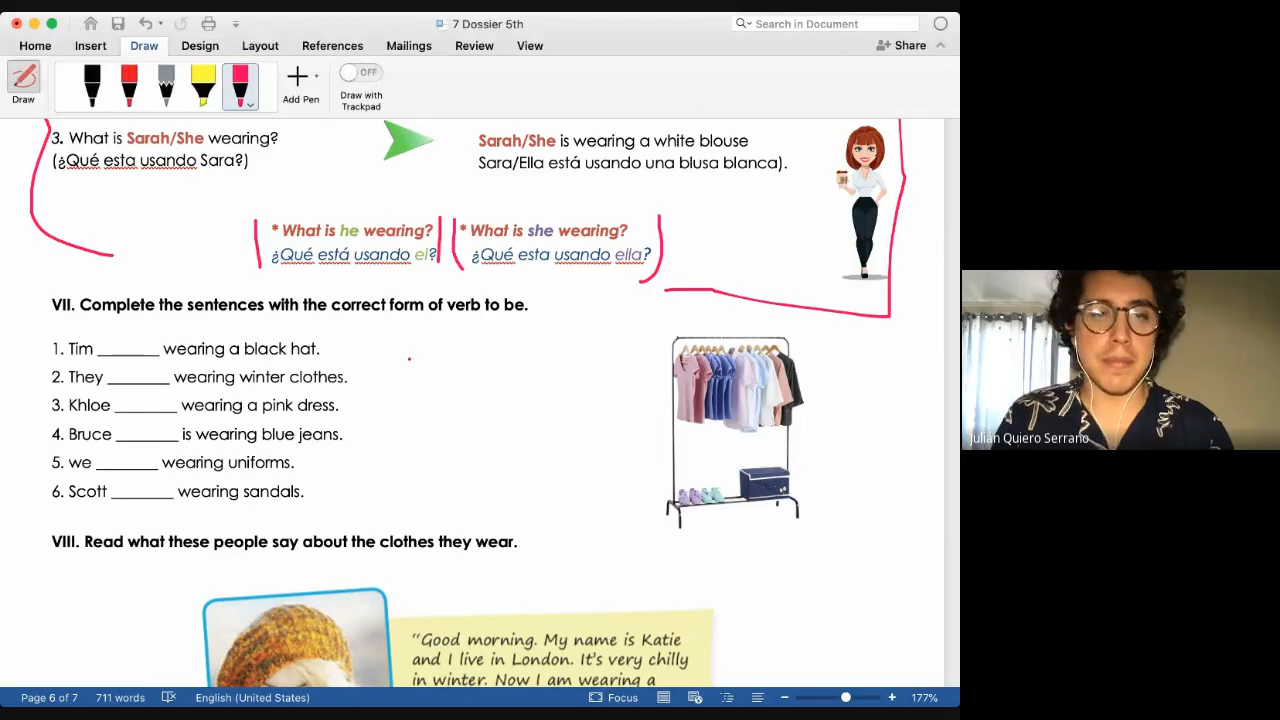 7 Dossier 5th
Search in Document
Home Insert Draw Design Layout References Mailings Review View Share
Draw
Add Pen
OFF
Draw with
Trackpad
3. What is Sarah/She wearing?
(¿Qué esta usando Sara?)
Sarah/She is wearing a white blouse
Sara/Ella está usando una blusa blanca).
* What is he wearing?
¿Qué está usando el?
* What is she wearing?
¿Qué esta usando ella?
VII. Complete the sentences with the correct form of verb to be.
1. Tim ______ wearing a black hat.
2. They ______ wearing winter clothes.
3. Khloe ______ wearing a pink dress.
4. Bruce ______ is wearing blue jeans.
5. we ______ wearing uniforms.
6. Scott ______ wearing sandals.
VIII. Read what these people say about the clothes they wear.
"Good morning. My name is Katie
and I live in London. It's very chilly
in winter. Now I am wearing a
Julián Quiero Serrano
Page 6 of 7 711 words English (United States) Focus 177%